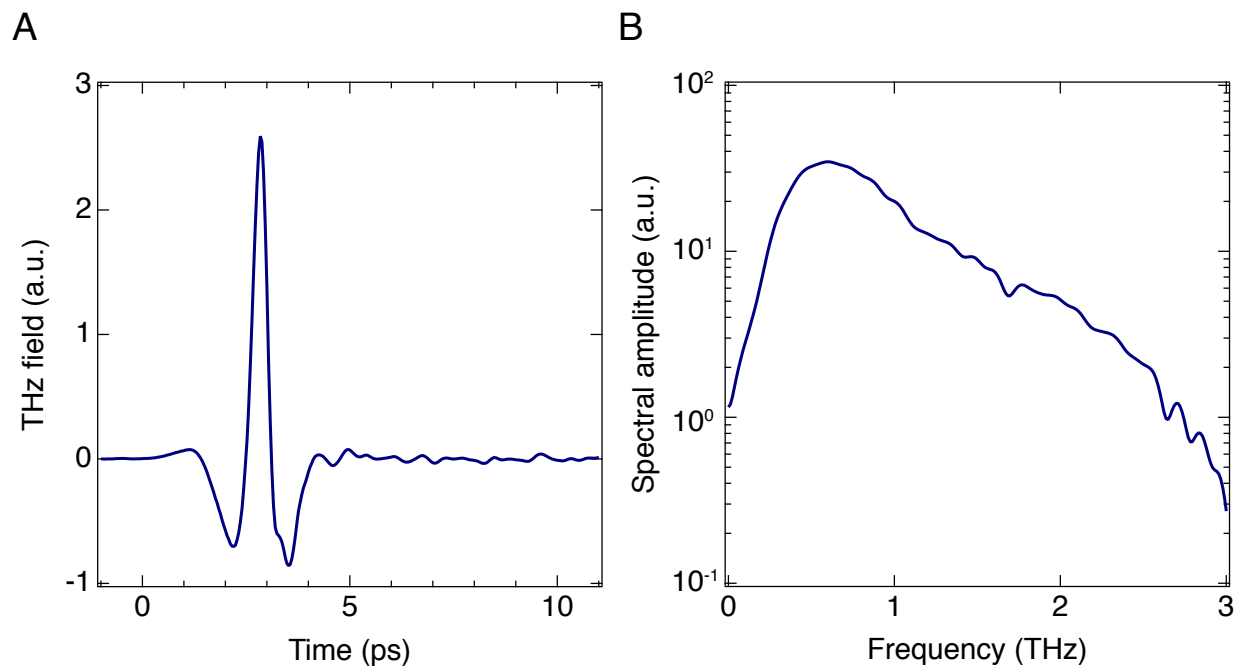 A
3
2
1
0
-1
THz field (a.u.)
0
5
10
Time (ps)
B
10²
10¹
10⁰
10⁻¹
Spectral amplitude (a.u.)
0
1
2
3
Frequency (THz)